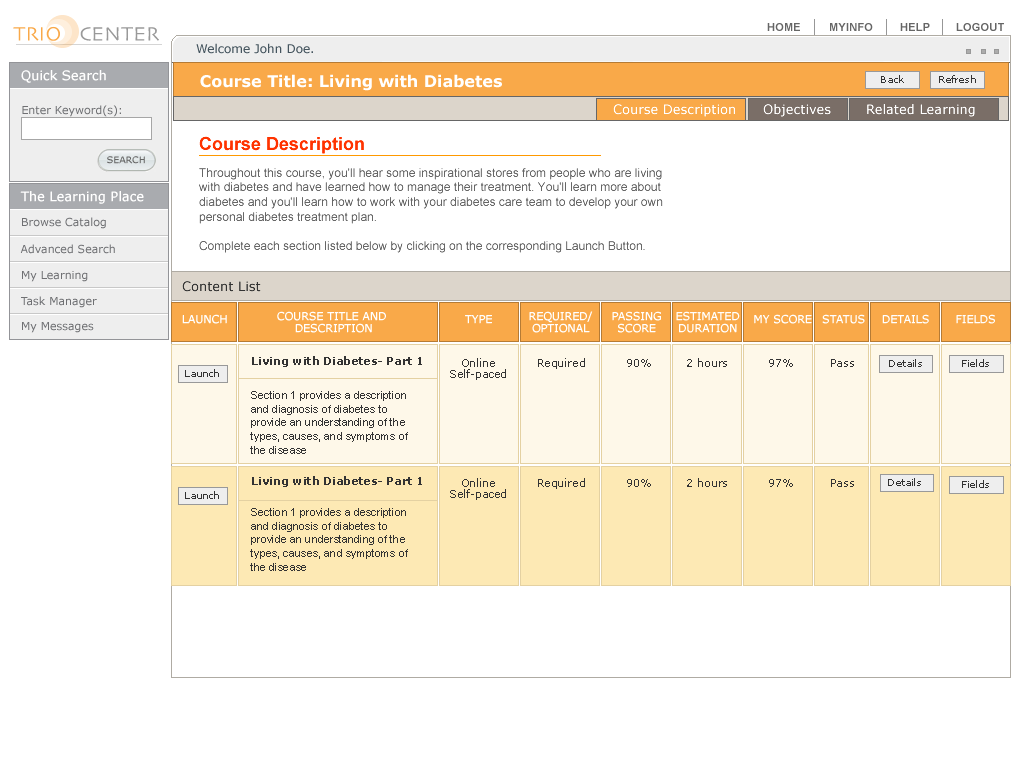 TRIO CENTER
HOME MYINFO HELP LOGOUT
Welcome John Doe.
Quick Search
Enter Keyword(s):
SEARCH
The Learning Place
Browse Catalog
Advanced Search
My Learning
Task Manager
My Messages
Course Title: Living with Diabetes
Back Refresh
Course Description Objectives Related Learning
Course Description
Throughout this course, you'll hear some inspirational stores from people who are living
with diabetes and have learned how to manage their treatment. You'll learn more about
diabetes and you'll learn how to work with your diabetes care team to develop your own
personal diabetes treatment plan.
Complete each section listed below by clicking on the corresponding Launch Button.
Content List
LAUNCH
COURSE TITLE AND
DESCRIPTION
TYPE
REQUIRED/
OPTIONAL
PASSING
SCORE
ESTIMATED
DURATION
MY SCORE
STATUS
DETAILS
FIELDS
Launch
Living with Diabetes- Part 1
Section 1 provides a description
and diagnosis of diabetes to
provide an understanding of the
types, causes, and symptoms of
the disease
Online
Self-paced
Required
90%
2 hours
97%
Pass
Details
Fields
Launch
Living with Diabetes- Part 1
Section 1 provides a description
and diagnosis of diabetes to
provide an understanding of the
types, causes, and symptoms of
the disease
Online
Self-paced
Required
90%
2 hours
97%
Pass
Details
Fields